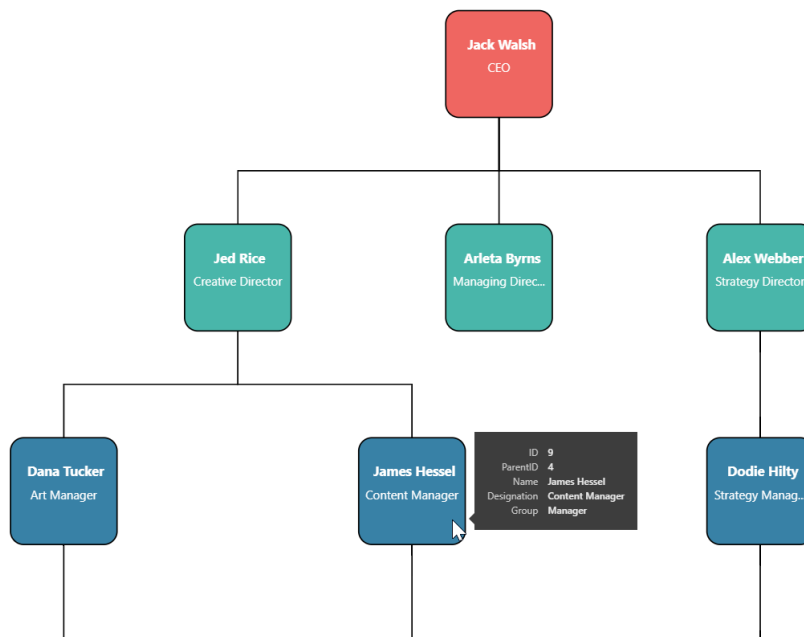 Jack Walsh
CEO
Jed Rice
Creative Director
Arleta Byrns
Managing Direc...
Alex Webber
Strategy Director
Dana Tucker
Art Manager
James Hessel
Content Manager
ID 9
ParentID 4
Name James Hessel
Designation Content Manager
Group Manager
Dodie Hilty
Strategy Manag...